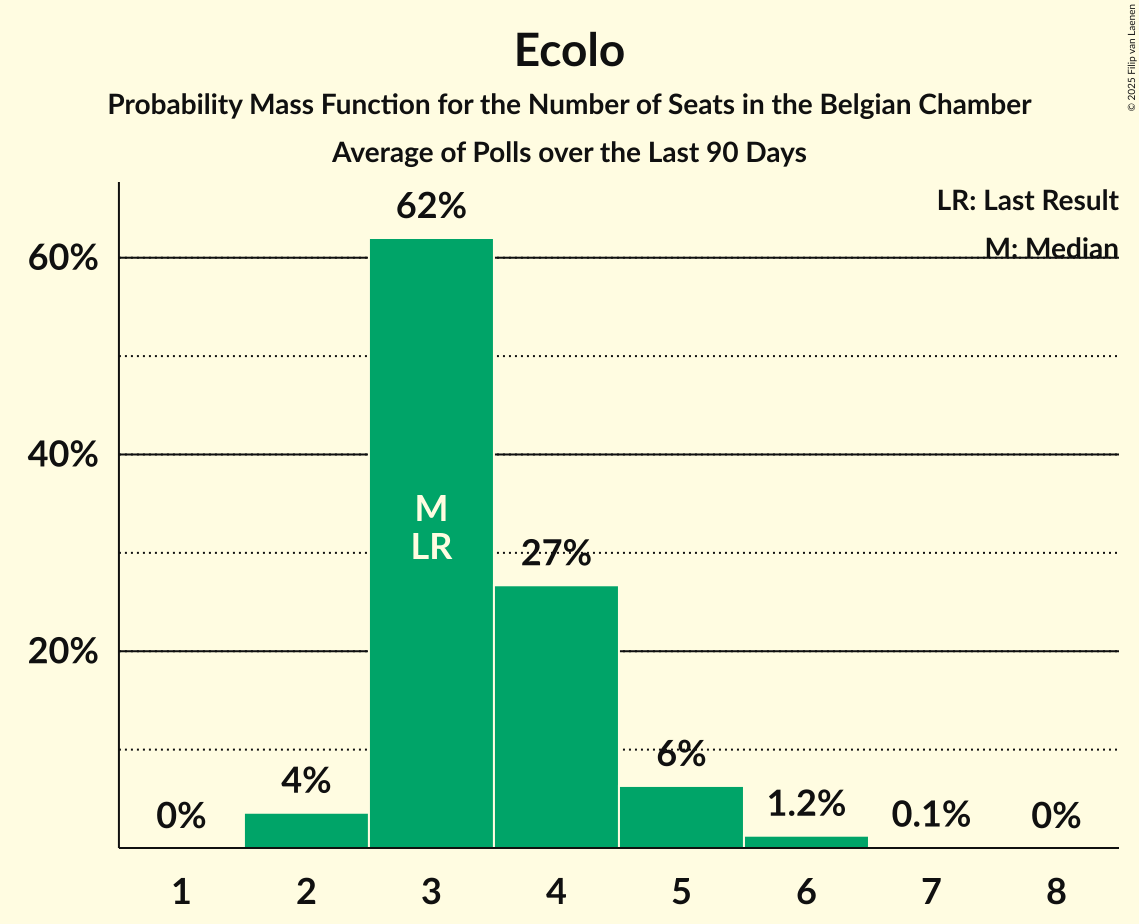 Ecolo
Probability Mass Function for the Number of Seats in the Belgian Chamber
Average of Polls over the Last 90 Days
© 2025 Filip van Laenen
LR: Last Result
M: Median
62%
60%
40%
M
LR
27%
20%
6%
4%
1.2%
0%
0.1%
0%
1 2 3 4 5 6 7 8